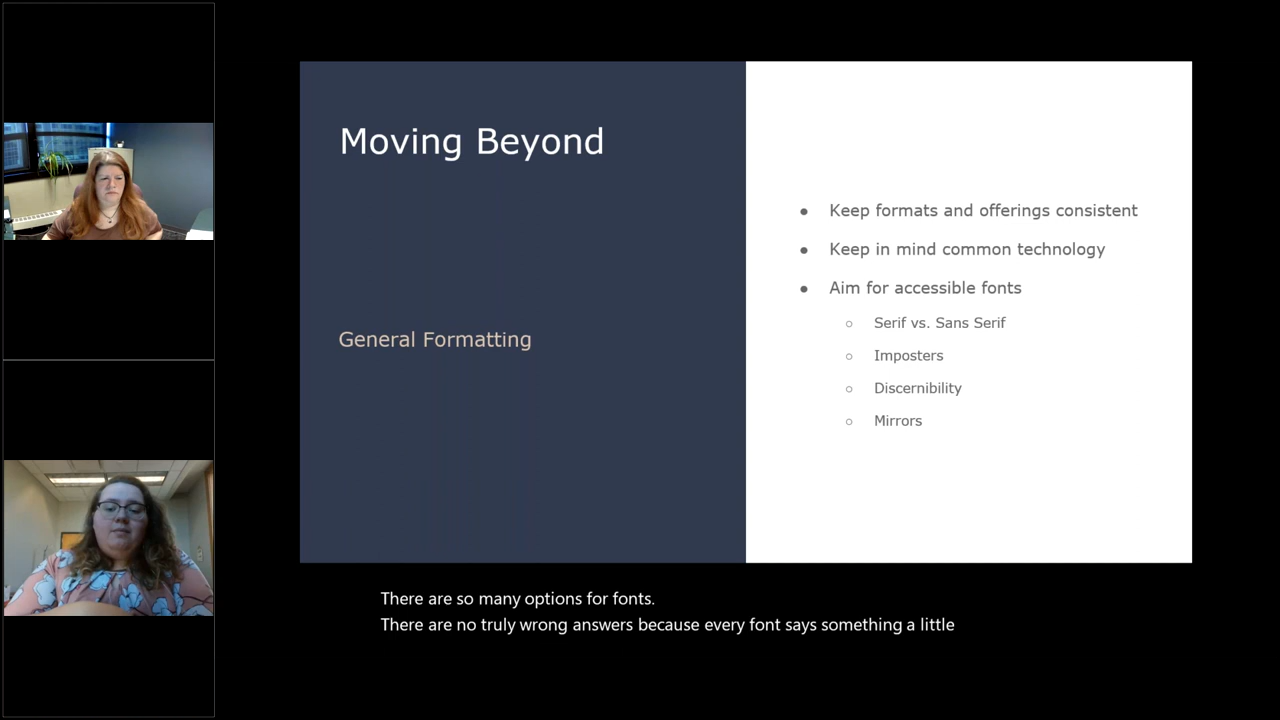 Moving Beyond
General Formatting
● Keep formats and offerings consistent
● Keep in mind common technology
● Aim for accessible fonts
○ Serif vs. Sans Serif
○ Imposters
○ Discernibility
○ Mirrors
There are so many options for fonts.
There are no truly wrong answers because every font says something a little